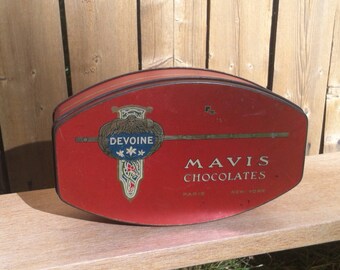 DEVOINE
MAVIS
CHOCOLATES
PARIS NEW YORK